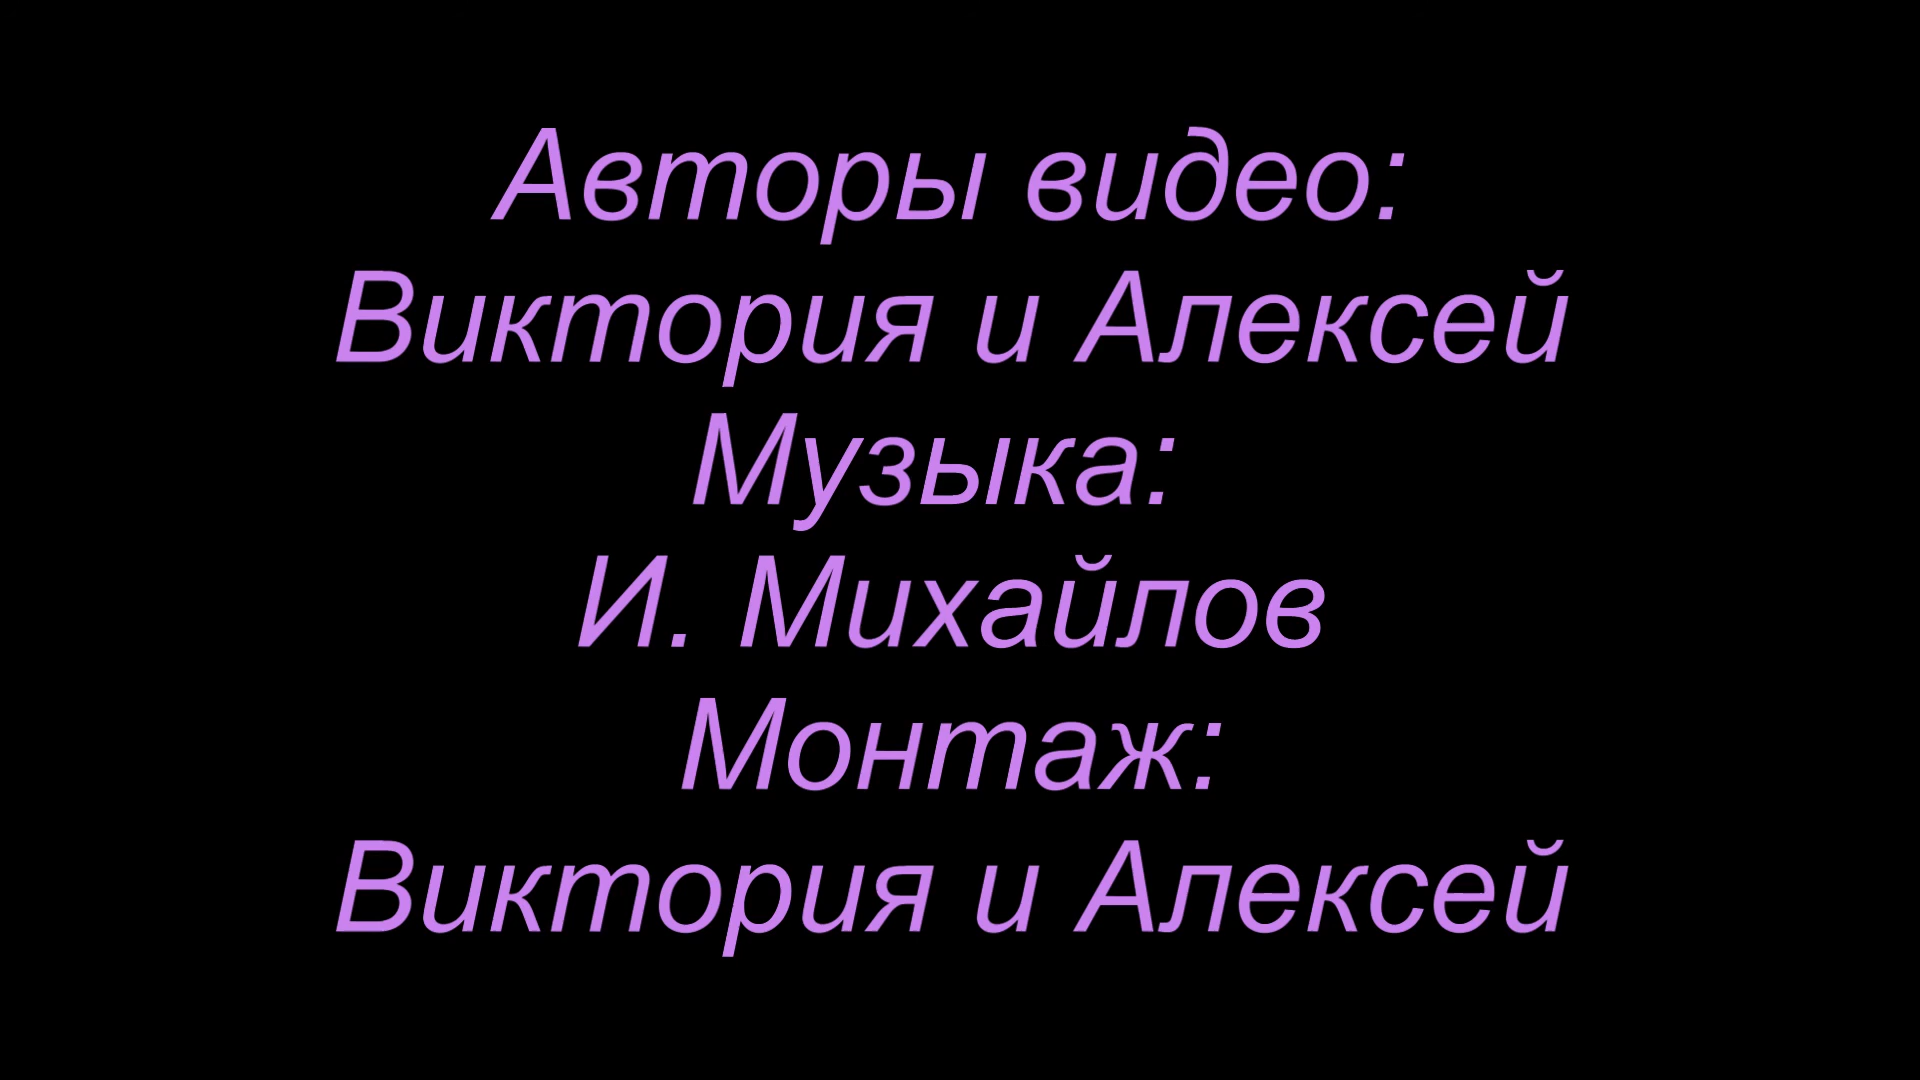 Авторы видео:
Виктория и Алексей
Музыка:
И. Михайлов
Монтаж:
Виктория и Алексей